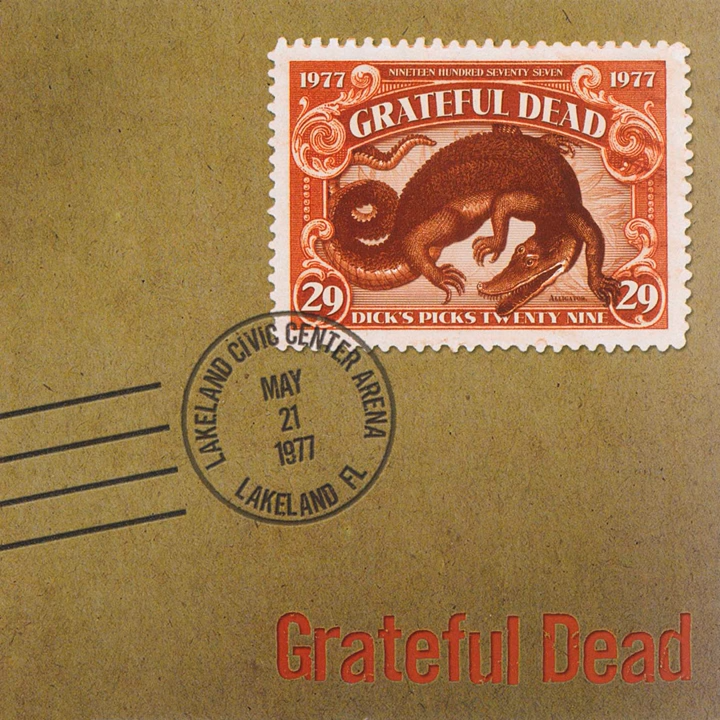 1977 NINETEEN HUNDRED SEVENTY SEVEN 1977
GRATEFUL DEAD
ALLIGATOR.
29 DICK'S PICKS TWENTY NINE 29
LAKELAND CIVIC CENTER ARENA
MAY
21
1977
LAKELAND FL
Grateful Dead